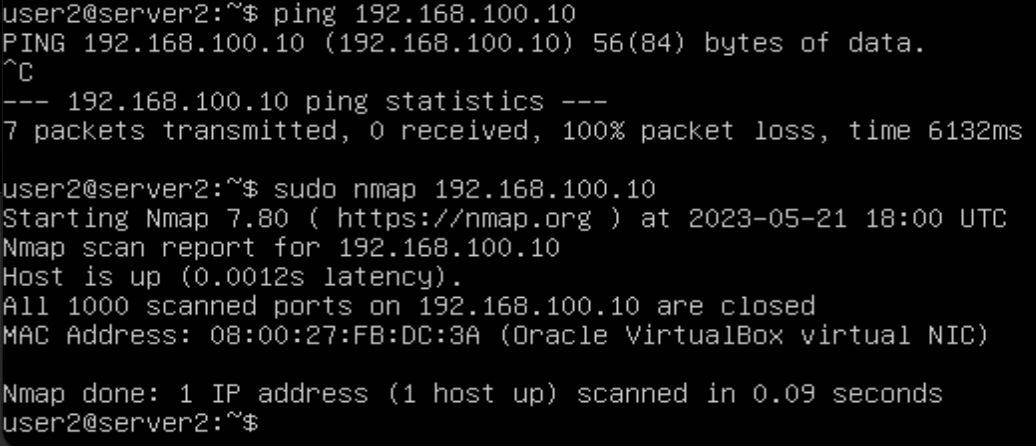 user2@server2:~$ ping 192.168.100.10
PING 192.168.100.10 (192.168.100.10) 56(84) bytes of data.
^C
--- 192.168.100.10 ping statistics ---
7 packets transmitted, 0 received, 100% packet loss, time 6132ms

user2@server2:~$ sudo nmap 192.168.100.10
Starting Nmap 7.80 ( https://nmap.org ) at 2023-05-21 18:00 UTC
Nmap scan report for 192.168.100.10
Host is up (0.0012s latency).
All 1000 scanned ports on 192.168.100.10 are closed
MAC Address: 08:00:27:FB:DC:3A (Oracle VirtualBox virtual NIC)

Nmap done: 1 IP address (1 host up) scanned in 0.09 seconds
user2@server2:~$